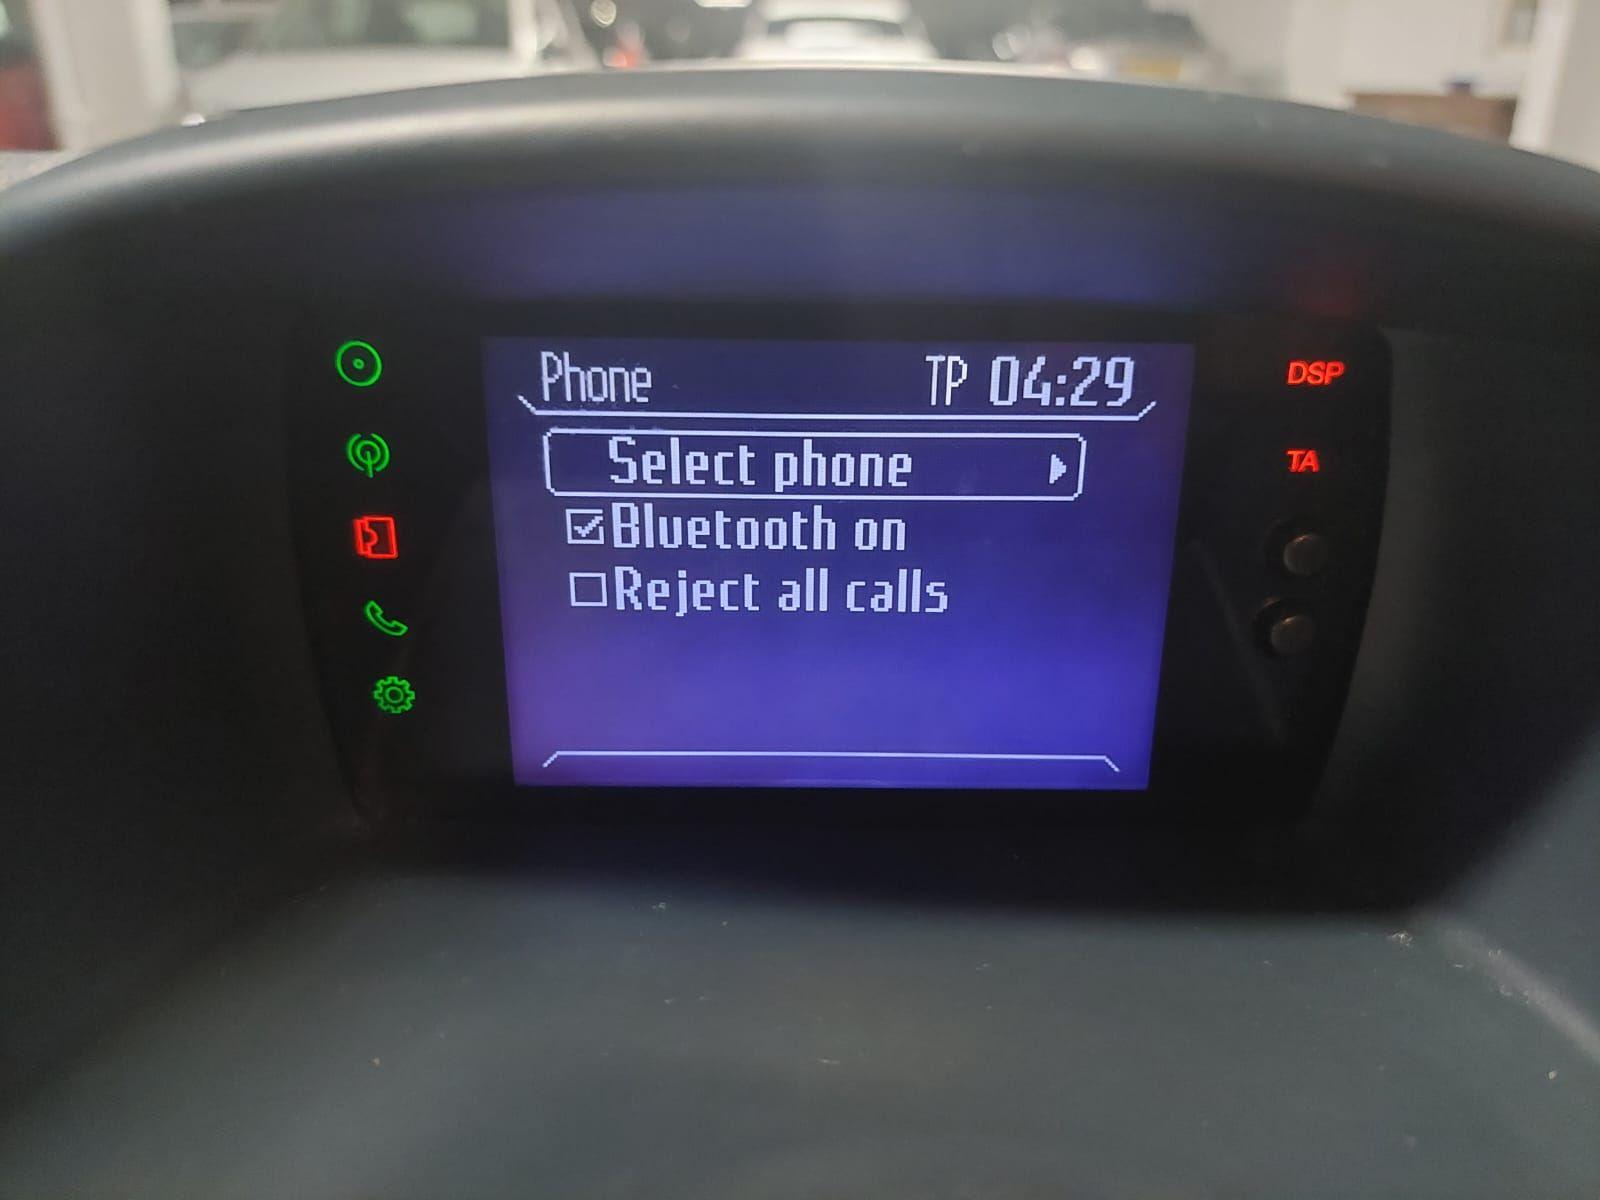 Phone TP 04:29
Select phone
Bluetooth on
Reject all calls
DSP
TA